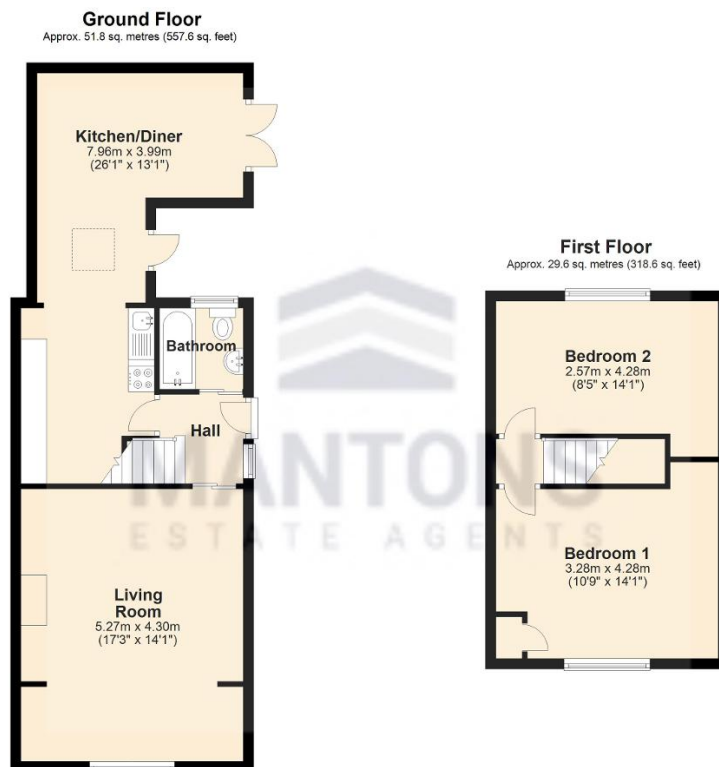 Ground Floor
Approx. 51.8 sq. metres (557.6 sq. feet)
Kitchen/Diner
7.96m x 3.99m
(26'1" x 13'1")
Bathroom
Hall
Living
Room
5.27m x 4.30m
(17'3" x 14'1")
First Floor
Approx. 29.6 sq. metres (318.6 sq. feet)
Bedroom 2
2.57m x 4.28m
(8'5" x 14'1")
Bedroom 1
3.28m x 4.28m
(10'9" x 14'1")
MANTONS
ESTATE AGENTS